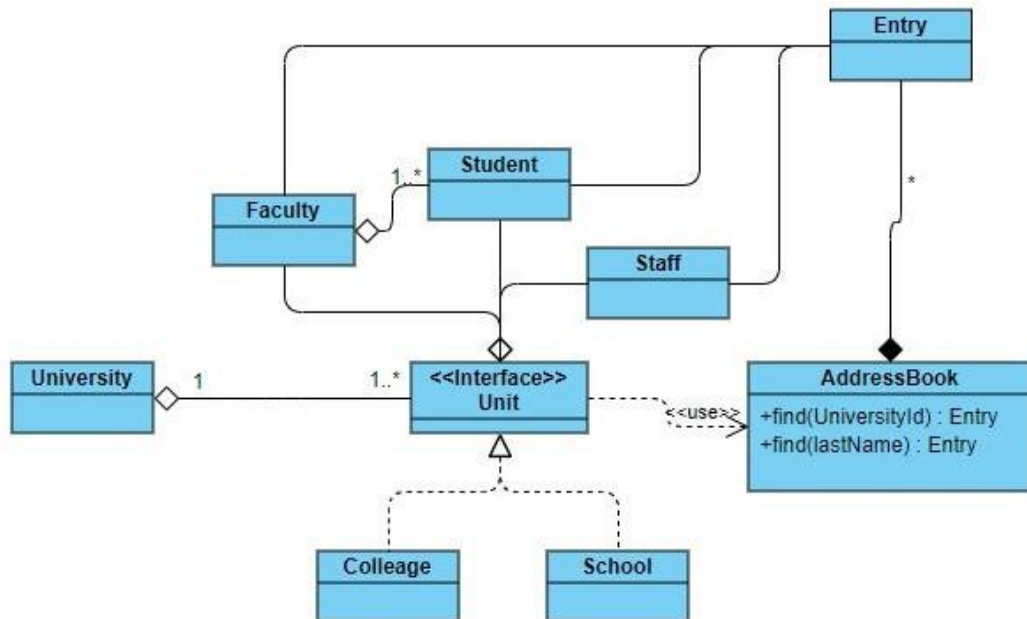 Entry
Student
1..*
Faculty
*
Staff
University
1
1..*
<<Interface>>
Unit
<<use>>
AddressBook
+find(UniversityId) : Entry
+find(lastName) : Entry
Colleage
School